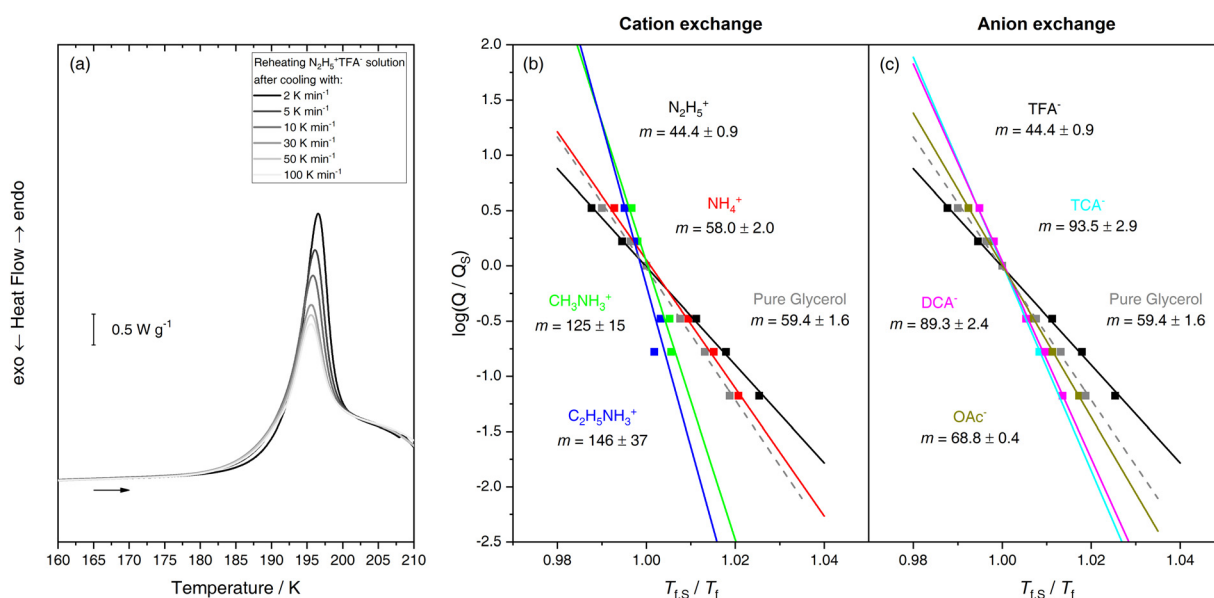 Cation exchange
Anion exchange
(a)
Reheating N₂H₅⁺TFA⁻ solution
after cooling with:
2 K min⁻¹
5 K min⁻¹
10 K min⁻¹
30 K min⁻¹
50 K min⁻¹
100 K min⁻¹
exo ← Heat Flow → endo
0.5 W g⁻¹
160 165 170 175 180 185 190 195 200 205 210
Temperature / K
(b)
log(Q / Q_S)
2.0
1.5
1.0
0.5
0.0
-0.5
-1.0
-1.5
-2.0
-2.5
N₂H₅⁺
m = 44.4 ± 0.9
NH₄⁺
m = 58.0 ± 2.0
CH₃NH₃⁺
m = 125 ± 15
Pure Glycerol
m = 59.4 ± 1.6
C₂H₅NH₃⁺
m = 146 ± 37
0.98 1.00 1.02 1.04
T_f,S / T_f
(c)
TFA⁻
m = 44.4 ± 0.9
TCA⁻
m = 93.5 ± 2.9
DCA⁻
m = 89.3 ± 2.4
Pure Glycerol
m = 59.4 ± 1.6
OAc⁻
m = 68.8 ± 0.4
0.98 1.00 1.02 1.04
T_f,S / T_f